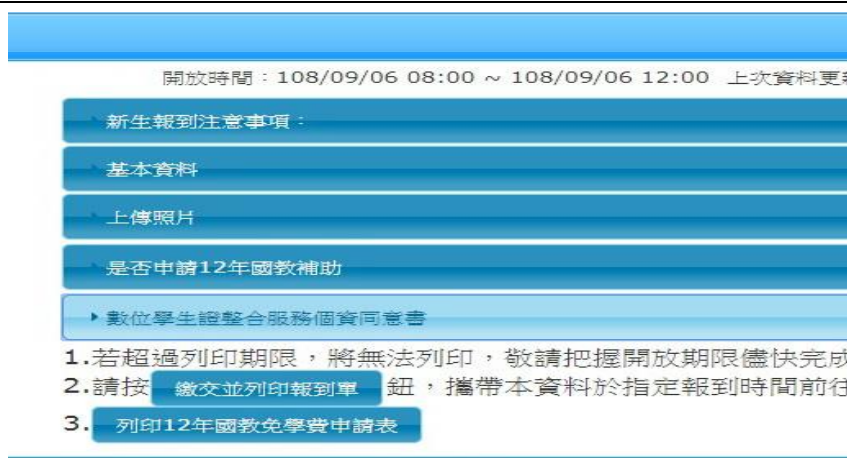 開放時間：108/09/06 08:00 ~ 108/09/06 12:00 上次資料更
新生報到注意事項：
基本資料
上傳照片
是否申請12年國教補助
數位學生證整合服務個資同意書
1.若超過列印期限，將無法列印，敬請把握開放期限儘快完成
2.請按 繳交並列印報到單 鈕，攜帶本資料於指定報到時間前往
3. 列印12年國教免學費申請表